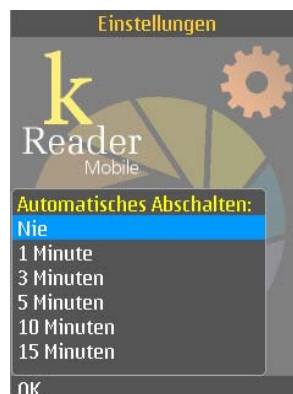 Einstellungen
k
Reader
Mobile
Automatisches Abschalten:
Nie
1 Minute
3 Minuten
5 Minuten
10 Minuten
15 Minuten
OK